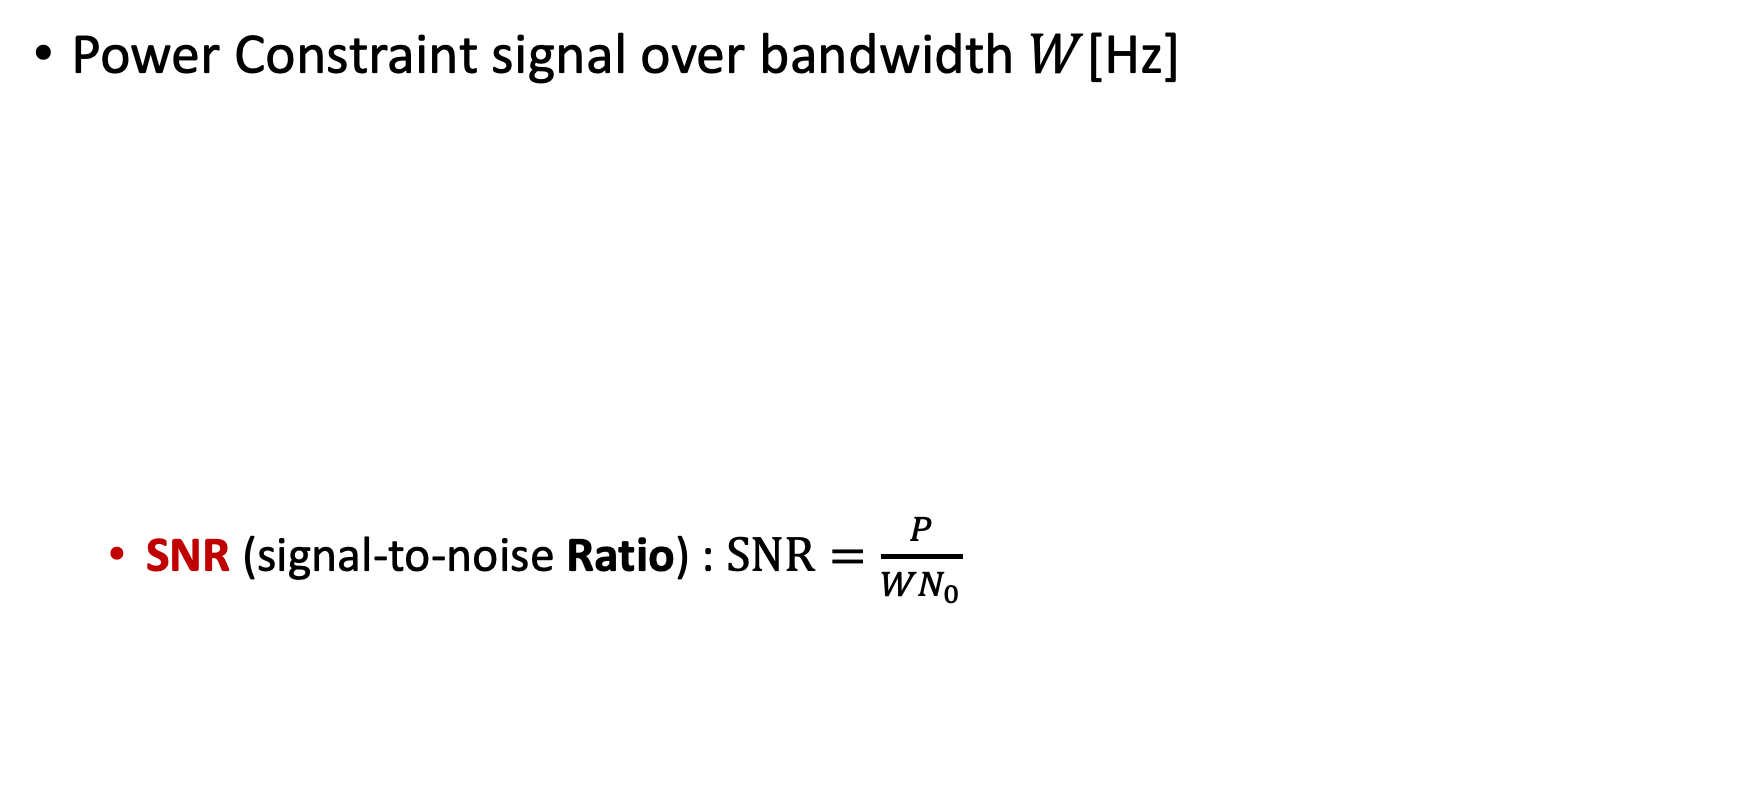 • Power Constraint signal over bandwidth W[Hz]
• SNR (signal-to-noise Ratio) : SNR = P / WN₀